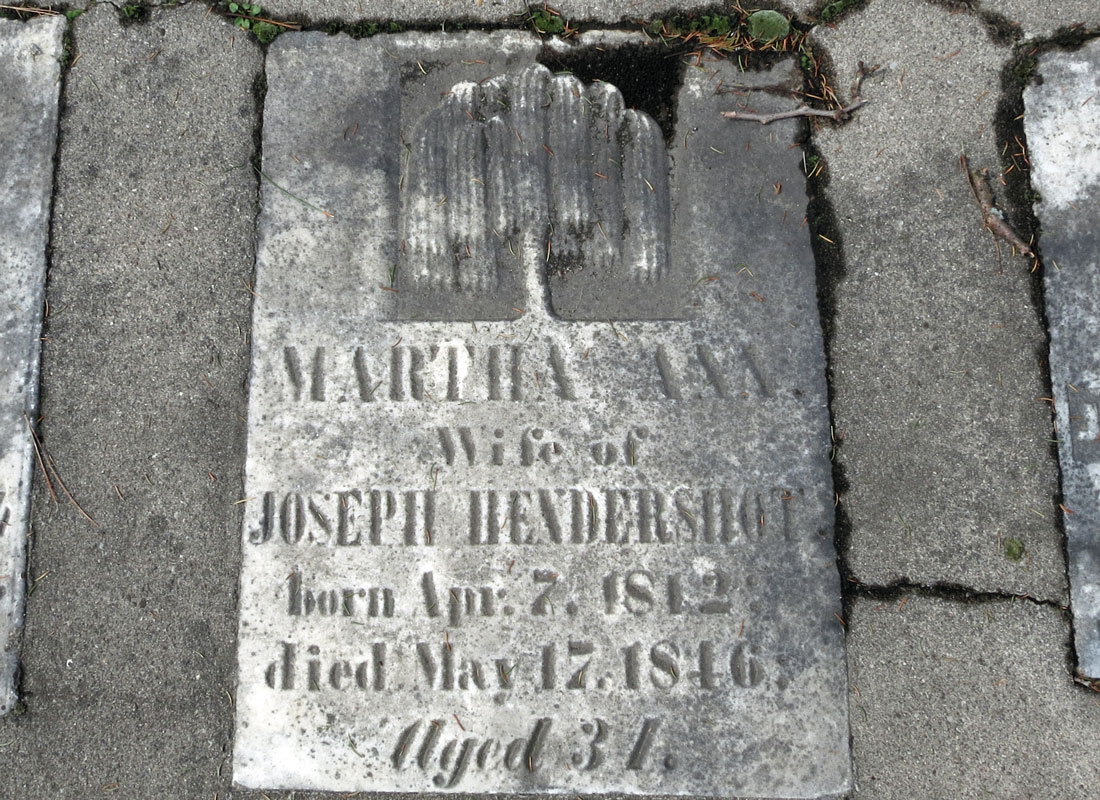 MARTHA ANN.
Wife of
JOSEPH HENDERSHOT.
born Apr. 7. 1812
died May 17. 1846.
Aged 34.